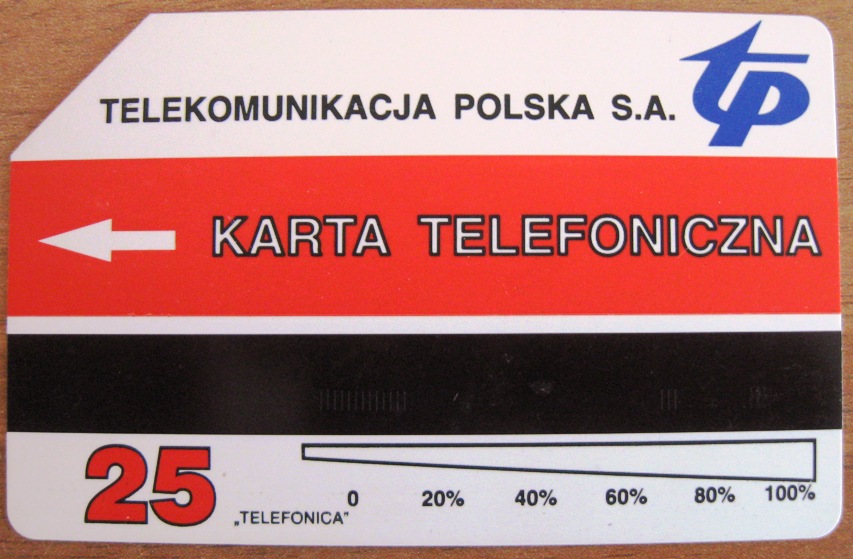 TELEKOMUNIKACJA POLSKA S.A. tp
KARTA TELEFONICZNA
25
„TELEFONICA”
0 20% 40% 60% 80% 100%